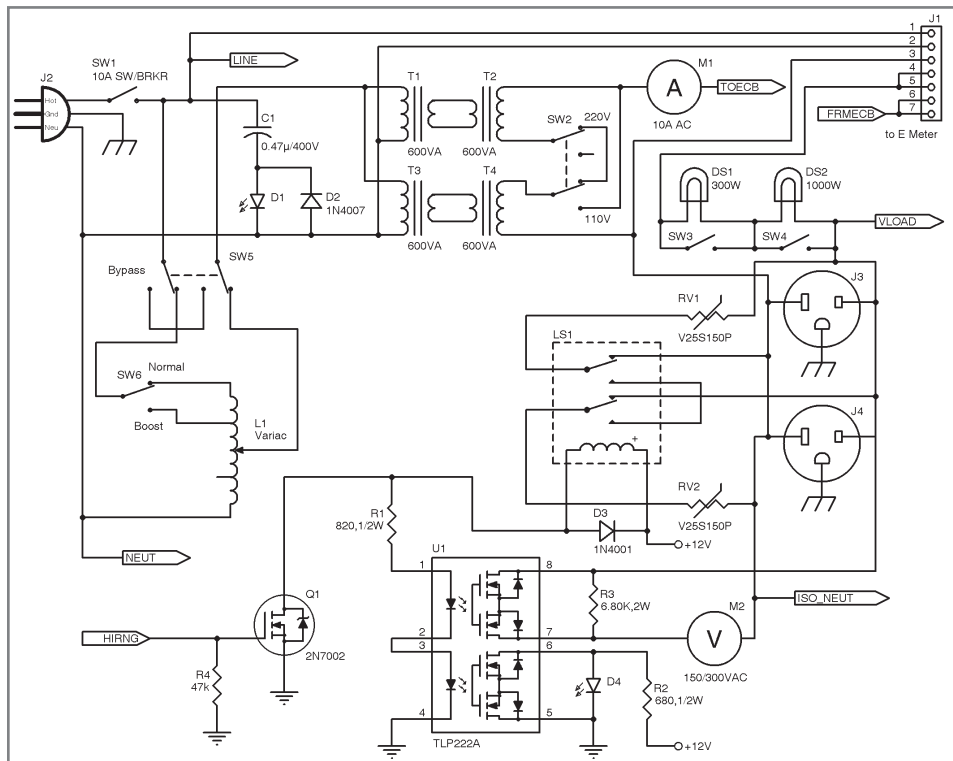 J1
1
2
3
4
5
6
7
to E Meter
J2
Hot
Gnd
Neu
SW1
10A SW/BRKR
LINE
C1
0.47µ/400V
D1
D2
1N4007
T1
T2
600VA
600VA
T3
T4
600VA
600VA
SW2
220V
110V
M1
A
10A AC
TOECB
FRMECB
DS1
300W
DS2
1000W
SW3
SW4
VLOAD
Bypass
SW5
SW6
Normal
Boost
L1
Variac
NEUT
RV1
V25S150P
LS1
+
J3
J4
RV2
V25S150P
D3
1N4001
+12V
R1
820,1/2W
U1
1
2
3
4
8
7
6
5
TLP222A
Q1
2N7002
HIRNG
R4
47k
R3
6.80K,2W
M2
V
150/300VAC
ISO_NEUT
D4
R2
680,1/2W
+12V